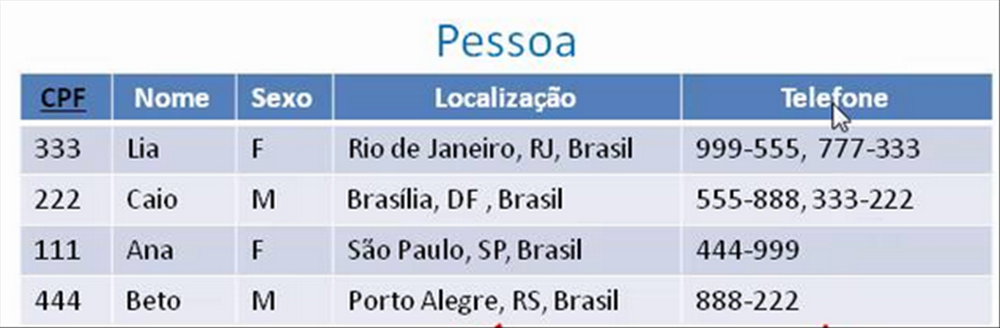 Pessoa
CPF Nome Sexo Localização Telefone
333 Lia F Rio de Janeiro, RJ, Brasil 999-555, 777-333
222 Caio M Brasília, DF , Brasil 555-888, 333-222
111 Ana F São Paulo, SP, Brasil 444-999
444 Beto M Porto Alegre, RS, Brasil 888-222